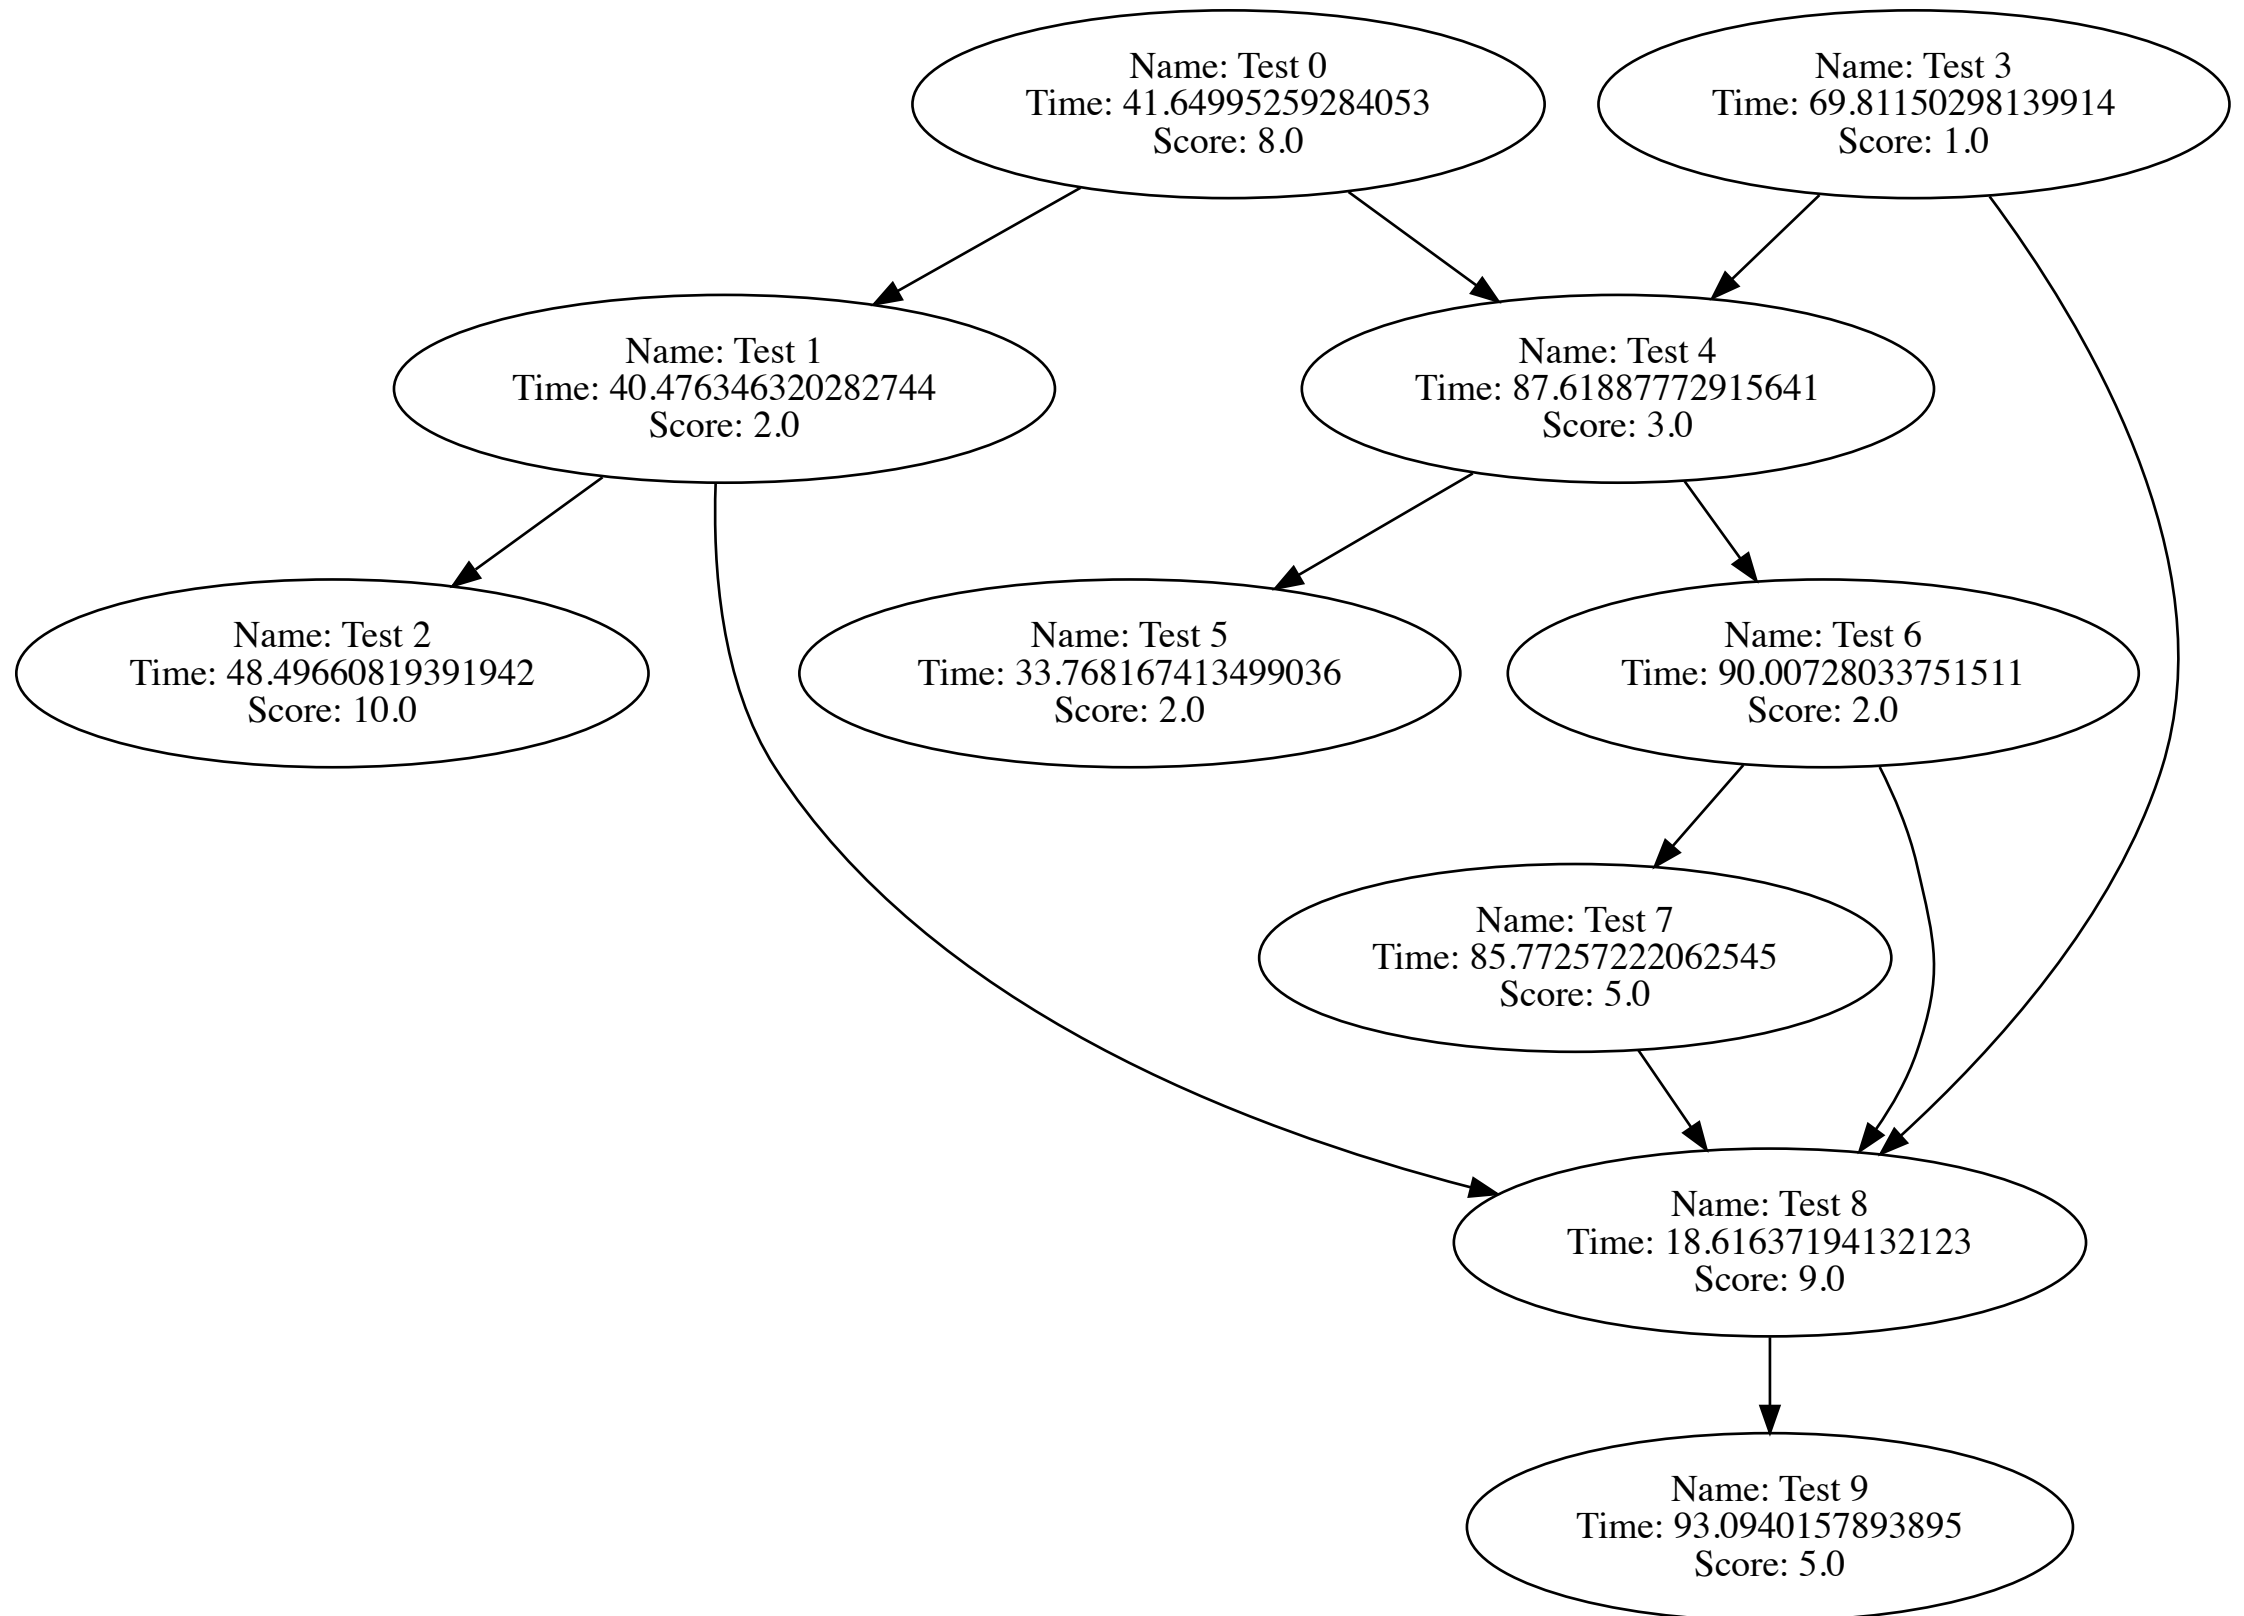 Name: Test 0
Time: 41.64995259284053
Score: 8.0
Name: Test 3
Time: 69.81150298139914
Score: 1.0
Name: Test 1
Time: 40.476346320282744
Score: 2.0
Name: Test 4
Time: 87.61887772915641
Score: 3.0
Name: Test 2
Time: 48.49660819391942
Score: 10.0
Name: Test 5
Time: 33.768167413499036
Score: 2.0
Name: Test 6
Time: 90.00728033751511
Score: 2.0
Name: Test 7
Time: 85.77257222062545
Score: 5.0
Name: Test 8
Time: 18.61637194132123
Score: 9.0
Name: Test 9
Time: 93.0940157893895
Score: 5.0